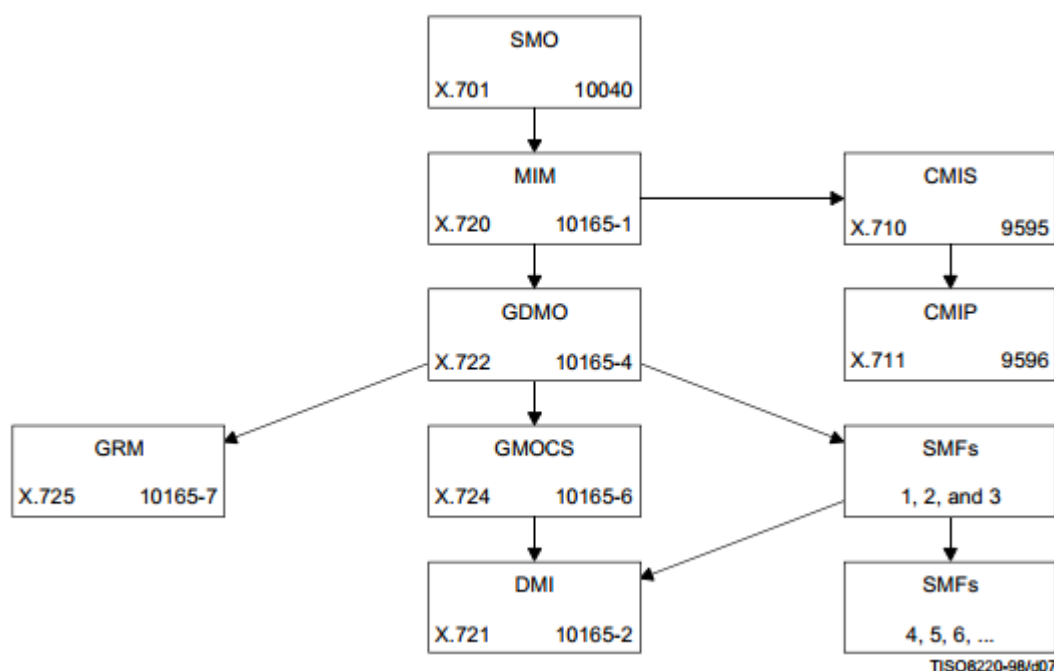 SMO
X.701 10040
MIM
X.720 10165-1
CMIS
X.710 9595
GDMO
X.722 10165-4
CMIP
X.711 9596
GRM
X.725 10165-7
GMOCS
X.724 10165-6
SMFs
1, 2, and 3
DMI
X.721 10165-2
SMFs
4, 5, 6, ...
TISO8220-98/d07